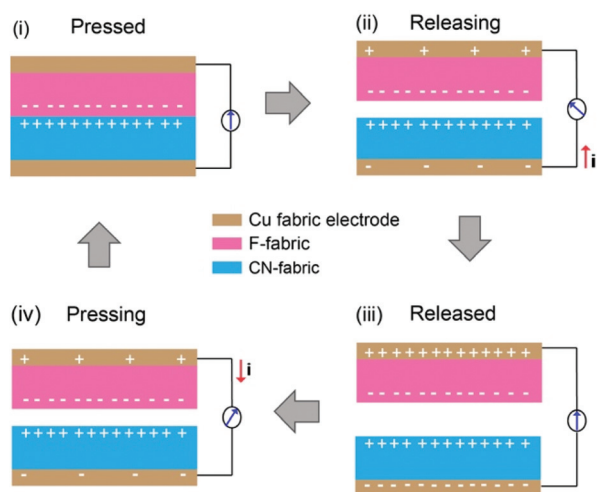 (i) Pressed
(ii) Releasing
i
Cu fabric electrode
F-fabric
CN-fabric
(iv) Pressing
(iii) Released
i